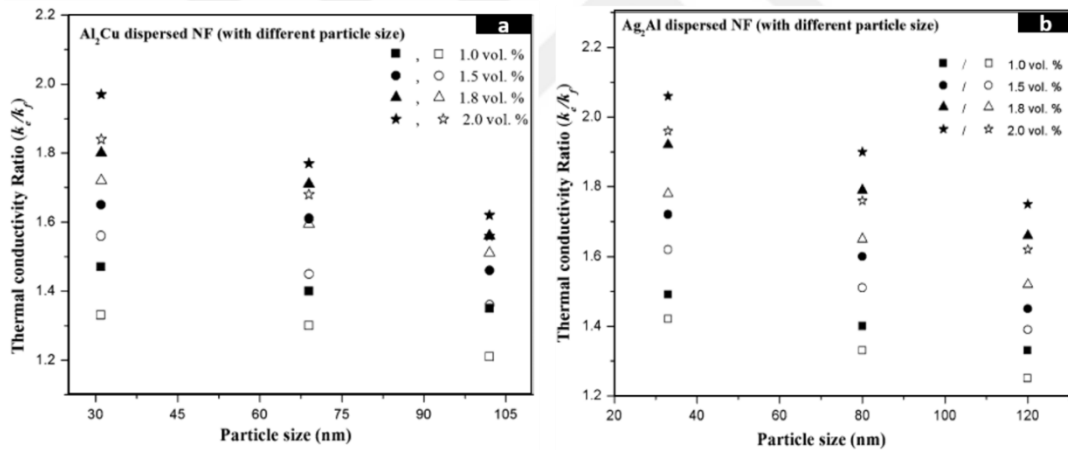 a
Al₂Cu dispersed NF (with different particle size)
■ , □ 1.0 vol. %
● , ○ 1.5 vol. %
▲ , △ 1.8 vol. %
★ , ☆ 2.0 vol. %
Thermal conductivity Ratio (kₑ/k_f)
2.2
2.0
1.8
1.6
1.4
1.2
30 45 60 75 90 105
Particle size (nm)
b
Ag₂Al dispersed NF (with different particle size)
■ / □ 1.0 vol. %
● / ○ 1.5 vol. %
▲ / △ 1.8 vol. %
★ / ☆ 2.0 vol. %
Thermal conductivity Ratio (kₑ/k_f)
2.2
2.0
1.8
1.6
1.4
1.2
20 40 60 80 100 120
Particle size (nm)